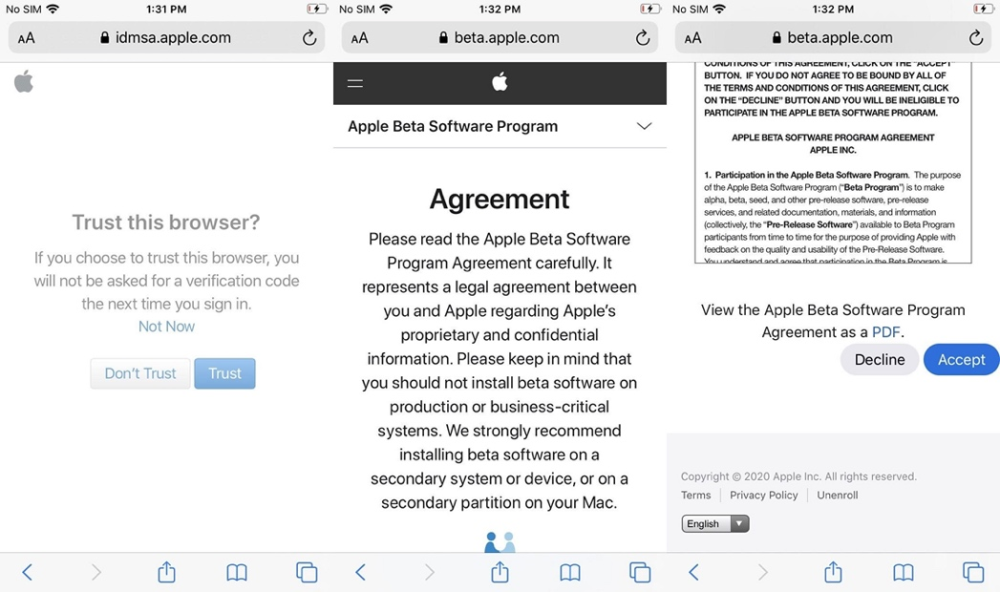 No SIM 1:31 PM
AA idmsa.apple.com
Trust this browser?
If you choose to trust this browser, you
will not be asked for a verification code
the next time you sign in.
Not Now
Don't Trust Trust
No SIM 1:32 PM
AA beta.apple.com
Apple Beta Software Program
Agreement
Please read the Apple Beta Software
Program Agreement carefully. It
represents a legal agreement between
you and Apple regarding Apple's
proprietary and confidential
information. Please keep in mind that
you should not install beta software on
production or business-critical
systems. We strongly recommend
installing beta software on a
secondary system or device, or on a
secondary partition on your Mac.
No SIM 1:32 PM
AA beta.apple.com
CONDITIONS OF THIS AGREEMENT, CLICK ON THE "ACCEPT"
BUTTON. IF YOU DO NOT AGREE TO BE BOUND BY ALL OF
THE TERMS AND CONDITIONS OF THIS AGREEMENT, CLICK
ON THE "DECLINE" BUTTON AND YOU WILL BE INELIGIBLE TO
PARTICIPATE IN THE APPLE BETA SOFTWARE PROGRAM.
APPLE BETA SOFTWARE PROGRAM AGREEMENT
APPLE INC.
1. Participation in the Apple Beta Software Program. The purpose
of the Apple Beta Software Program ("Beta Program") is to make
alpha, beta, seed, and other pre-release software, pre-release
services, and related documentation, materials, and information
(collectively, the "Pre-Release Software") available to Beta Program
participants from time to time for the purpose of providing Apple with
feedback on the quality and usability of the Pre-Release Software.
You understand and agree that participation in the Beta Program is
View the Apple Beta Software Program
Agreement as a PDF.
Decline Accept
Copyright © 2020 Apple Inc. All rights reserved.
Terms Privacy Policy Unenroll
English